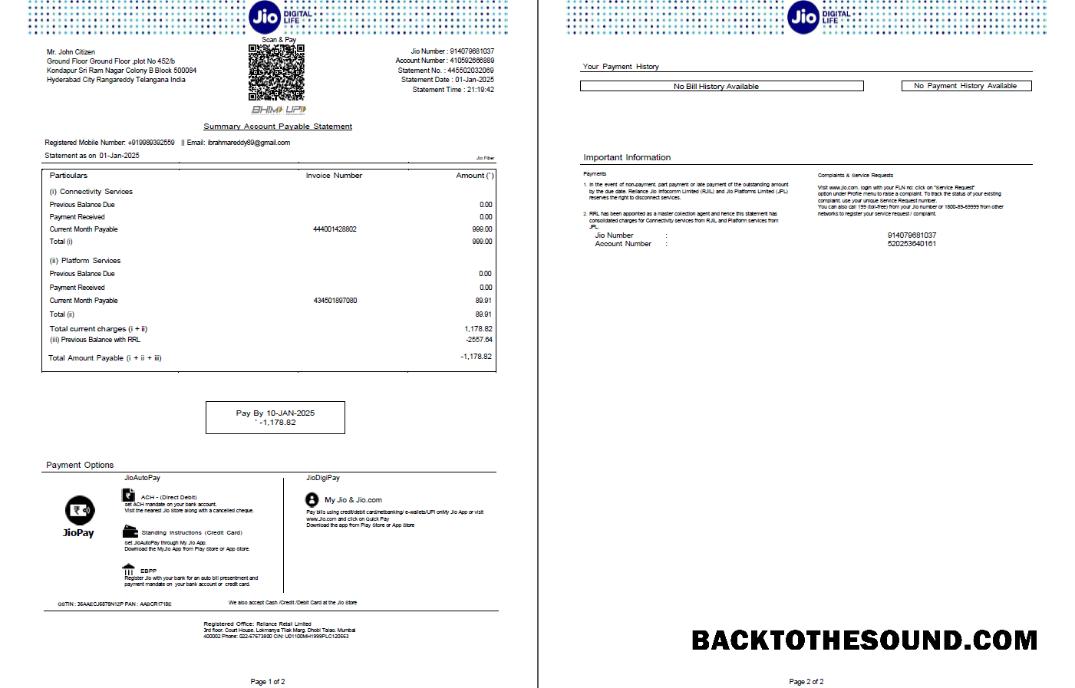 Jio DIGITAL LIFE
Scan & Pay
Mr. John Citizen
Ground Floor Ground Floor ,plot No 452/b
Kondapur Sri Ram Nagar Colony B Block 500084
Hyderabad City Rangareddy Telangana India
Jio Number : 914079681037
Account Number : 410592666889
Statement No. : 445502032069
Statement Date : 01-Jan-2025
Statement Time : 21:19:42
BHIM UPI
Summary Account Payable Statement
Registered Mobile Number: +919989392559 || Email: ibrahmareddy69@gmail.com
Statement as on 01-Jan-2025
Jio Fiber
Particulars Invoice Number Amount (`)
(i) Connectivity Services
Previous Balance Due 0.00
Payment Received 0.00
Current Month Payable 444001428802 999.00
Total (i) 999.00
(ii) Platform Services
Previous Balance Due 0.00
Payment Received 0.00
Current Month Payable 434501897080 89.91
Total (ii) 89.91
Total current charges (i + ii) 1,178.82
(iii) Previous Balance with RRL -2557.64
Total Amount Payable (i + ii + iii) -1,178.82
Pay By 10-JAN-2025
` -1,178.82
Payment Options
JioAutoPay
JioPay
ACH - (Direct Debit)
Set ACH mandate on your bank account.
Visit the nearest Jio Store along with a cancelled cheque.
Standing Instructions (Credit Card)
Set JioAutoPay through My Jio App.
Download the MyJio App from Play Store or App Store.
EBPP
Register Jio with your bank for an auto bill presentment and
payment mandate on your bank account or credit card.
JioDigiPay
My Jio & Jio.com
Pay bills using credit/debit card/netbanking/ e-wallets/UPI on My Jio App or visit
www.Jio.com and click on Quick Pay
Download the app from Play Store or App Store
We also accept Cash /Credit /Debit Card at the Jio Store
Registered Office: Reliance Retail Limited
3rd floor, Court House, Lokmanya Tilak Marg, Dhobi Talao, Mumbai
Page 1 of 2
Jio DIGITAL LIFE
Your Payment History
No Bill History Available
No Payment History Available
Important Information
Payments
1. In the event of non-payment, part payment or late payment of the outstanding amount
by the due date, Reliance Jio Infocomm Limited (RJIL) and Jio Platforms Limited (JPL)
reserves the right to disconnect services.
2. RRL has been appointed as a master collection agent and hence this statement has
consolidated charges for Connectivity services from RJIL and Platform services from
JPL.
Complaints & Service Requests
Visit www.jio.com, login with your FLN no; click on "Service Request"
option under Profile menu to raise a complaint. To track the status of your existing
complaint, use your unique Service Request number.
You can also call 199 (toll-free) from your Jio number or 1800-89-69999 from other
networks to register your service request / complaint.
Jio Number : 914079681037
Account Number : 520253640161
BACKTOTHESOUND.COM
Page 2 of 2